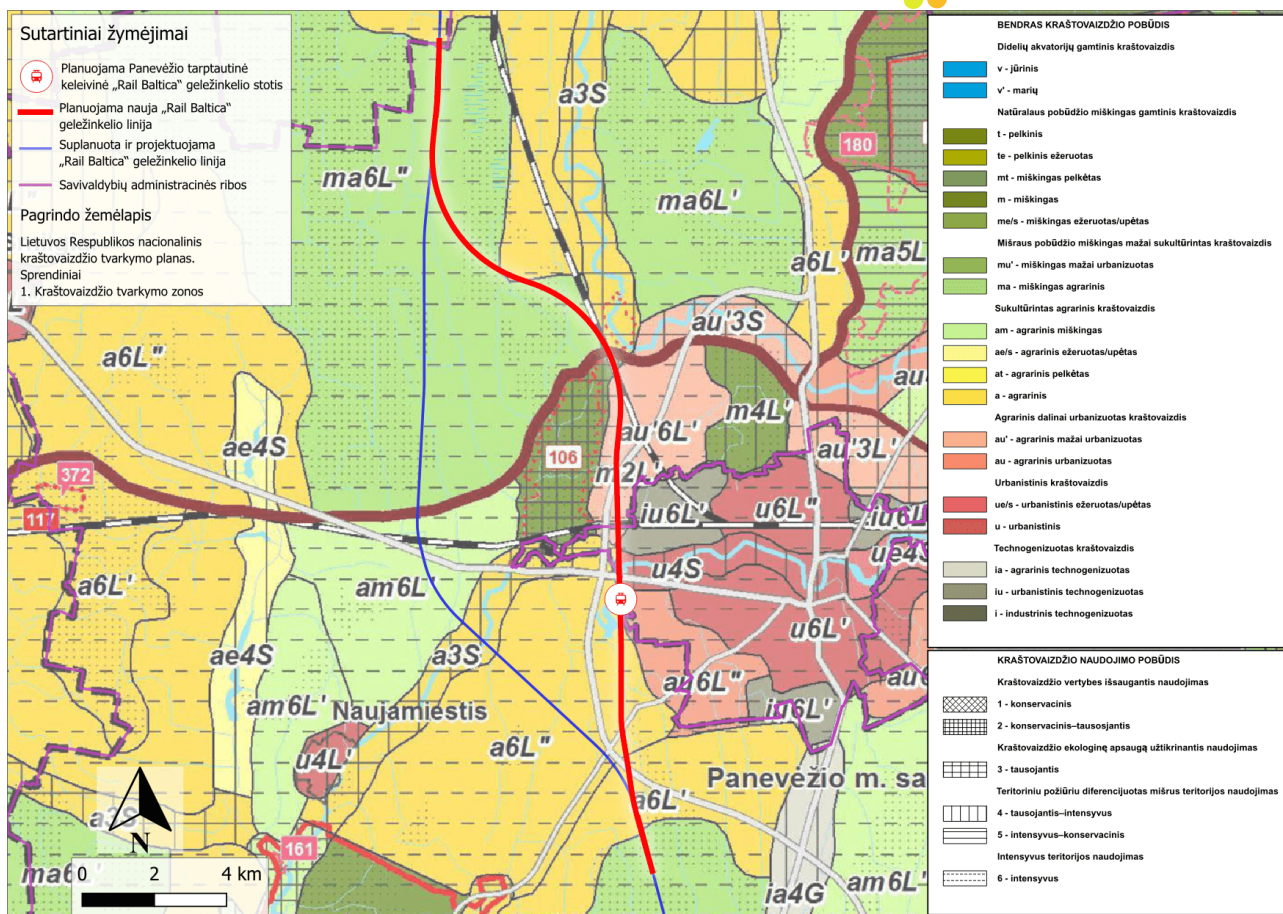 Sutartiniai žymėjimai
Planuojama Panevėžio tarptautinė
keleivinė „Rail Baltica“ geležinkelio stotis
Planuojama nauja „Rail Baltica“
geležinkelio linija
Suplanuota ir projektuojama
„Rail Baltica“ geležinkelio linija
Savivaldybių administracinės ribos
Pagrindo žemėlapis
Lietuvos Respublikos nacionalinis
kraštovaizdžio tvarkymo planas.
Sprendiniai
1. Kraštovaizdžio tvarkymo zonos
a3S
180
ma6L"
ma6L'
a6L'
ma5L
au'3S
a6L"
au
m4L'
ae4S
au'6L'
106
m2L'
au'3L'
372
117
iu6L'
u6L"
iu6L
ue4S
u4S
a6L'
am6L'
u6L'
ae4S
a3S
au6L"
au6
am6L'
Naujamiestis
iu6L'
a6L"
u4L'
Panevėžio m. sa
a6L'
a3S
N
161
ma6
0 2 4 km
ia4G
am6L'
BENDRAS KRAŠTOVAIZDŽIO POBŪDIS
Didelių akvatorijų gamtinis kraštovaizdis
v - jūrinis
v' - marių
Natūralaus pobūdžio miškingas gamtinis kraštovaizdis
t - pelkinis
te - pelkinis ežeruotas
mt - miškingas pelkėtas
m - miškingas
me/s - miškingas ežeruotas/upėtas
Mišraus pobūdžio miškingas mažai sukultūrintas kraštovaizdis
mu' - miškingas mažai urbanizuotas
ma - miškingas agrarinis
Sukultūrintas agrarinis kraštovaizdis
am - agrarinis miškingas
ae/s - agrarinis ežeruotas/upėtas
at - agrarinis pelkėtas
a - agrarinis
Agrarinis dalinai urbanizuotas kraštovaizdis
au' - agrarinis mažai urbanizuotas
au - agrarinis urbanizuotas
Urbanistinis kraštovaizdis
ue/s - urbanistinis ežeruotas/upėtas
u - urbanistinis
Technogenizuotas kraštovaizdis
ia - agrarinis technogenizuotas
iu - urbanistinis technogenizuotas
i - industrinis technogenizuotas
KRAŠTOVAIZDŽIO NAUDOJIMO POBŪDIS
Kraštovaizdžio vertybes išsaugantis naudojimas
1 - konservacinis
2 - konservacinis–tausosjantis
Kraštovaizdžio ekologinę apsaugą užtikrinantis naudojimas
3 - tausojantis
Teritoriniu požiūriu diferencijuotas mišrus teritorijos naudojimas
4 - tausojantis–intensyvus
5 - intensyvus–konservacinis
Intensyvus teritorijos naudojimas
6 - intensyvus